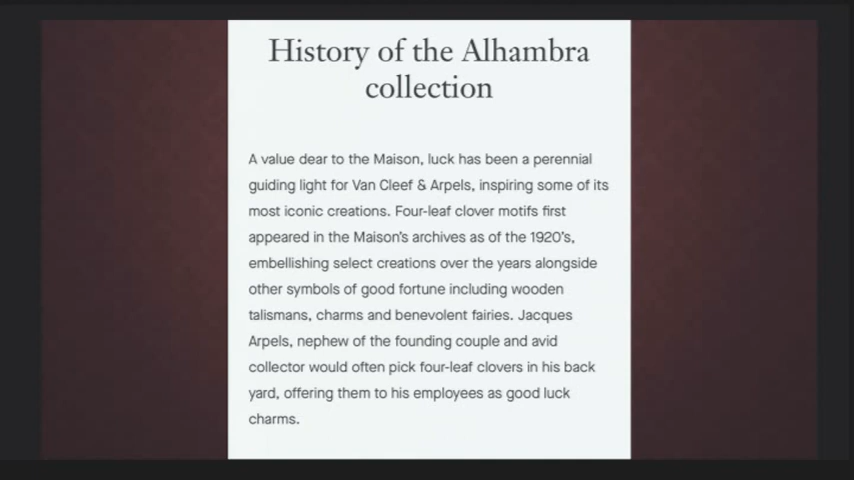 History of the Alhambra
collection
A value dear to the Maison, luck has been a perennial
guiding light for Van Cleef & Arpels, inspiring some of its
most iconic creations. Four-leaf clover motifs first
appeared in the Maison's archives as of the 1920's,
embellishing select creations over the years alongside
other symbols of good fortune including wooden
talismans, charms and benevolent fairies. Jacques
Arpels, nephew of the founding couple and avid
collector would often pick four-leaf clovers in his back
yard, offering them to his employees as good luck
charms.